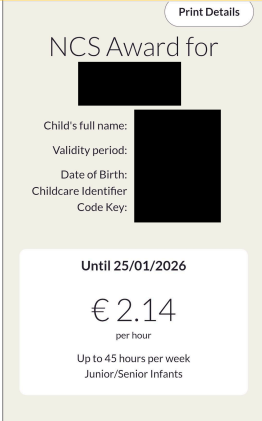 Print Details
NCS Award for
Child's full name:
Validity period:
Date of Birth:
Childcare Identifier
Code Key:
Until 25/01/2026
€ 2.14
per hour
Up to 45 hours per week
Junior/Senior Infants